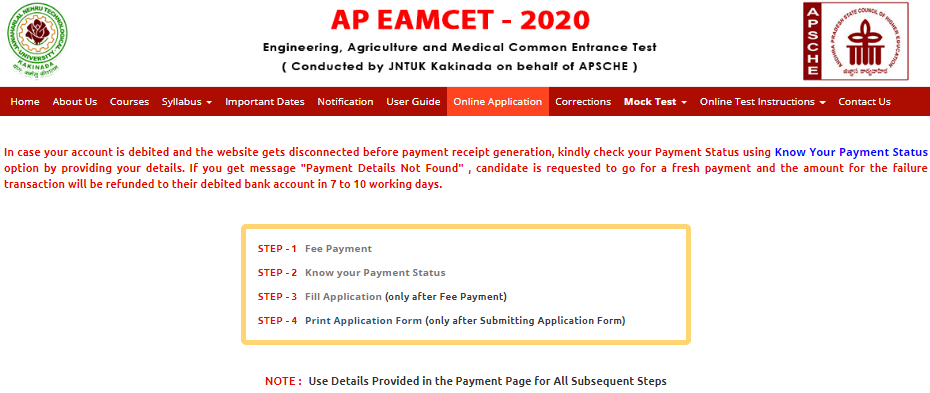 AP EAMCET - 2020
Engineering, Agriculture and Medical Common Entrance Test
( Conducted by JNTUK Kakinada on behalf of APSCHE )
JAWAHARLAL NEHRU TECHNOLOGICAL UNIVERSITY
KAKINADA
APSCHE
ANDHRA PRADESH STATE COUNCIL OF HIGHER EDUCATION
Home About Us Courses Syllabus Important Dates Notification User Guide Online Application Corrections Mock Test Online Test Instructions Contact Us
In case your account is debited and the website gets disconnected before payment receipt generation, kindly check your Payment Status using Know Your Payment Status
option by providing your details. If you get message "Payment Details Not Found" , candidate is requested to go for a fresh payment and the amount for the failure
transaction will be refunded to their debited bank account in 7 to 10 working days.
STEP - 1 Fee Payment
STEP - 2 Know your Payment Status
STEP - 3 Fill Application (only after Fee Payment)
STEP - 4 Print Application Form (only after Submitting Application Form)
NOTE : Use Details Provided in the Payment Page for All Subsequent Steps